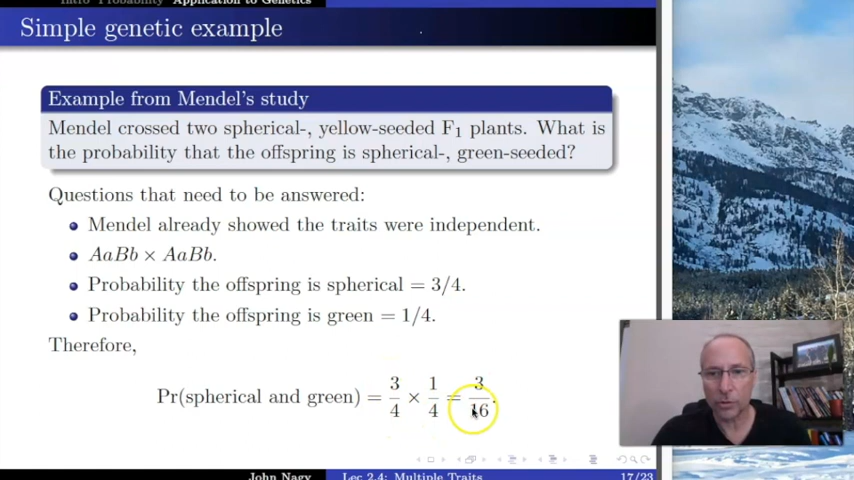 Intro Probability Application to Genetics
Simple genetic example
Example from Mendel's study
Mendel crossed two spherical-, yellow-seeded F₁ plants. What is
the probability that the offspring is spherical-, green-seeded?
Questions that need to be answered:
Mendel already showed the traits were independent.
AaBb × AaBb.
Probability the offspring is spherical = 3/4.
Probability the offspring is green = 1/4.
Therefore,
Pr(spherical and green) = 3/4 × 1/4 = 3/16.
John Nagy Lec 2.4: Multiple Traits 17/23